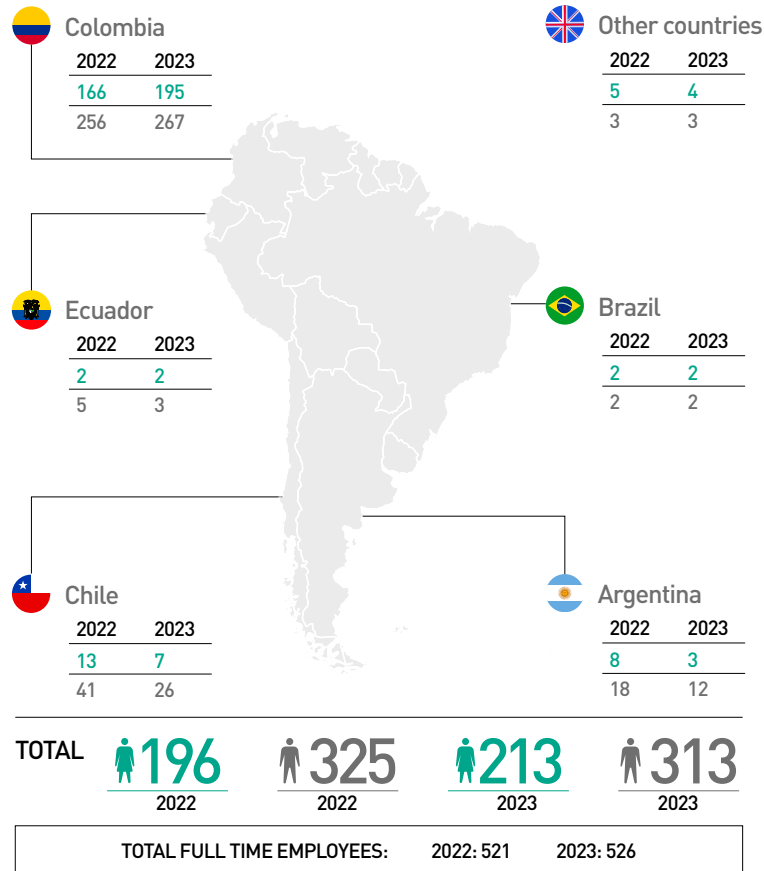 Colombia
2022 2023
166 195
256 267
Other countries
2022 2023
5 4
3 3
Ecuador
2022 2023
2 2
5 3
Brazil
2022 2023
2 2
2 2
Chile
2022 2023
13 7
41 26
Argentina
2022 2023
8 3
18 12
TOTAL 196 325 213 313
2022 2022 2023 2023
TOTAL FULL TIME EMPLOYEES: 2022: 521 2023: 526